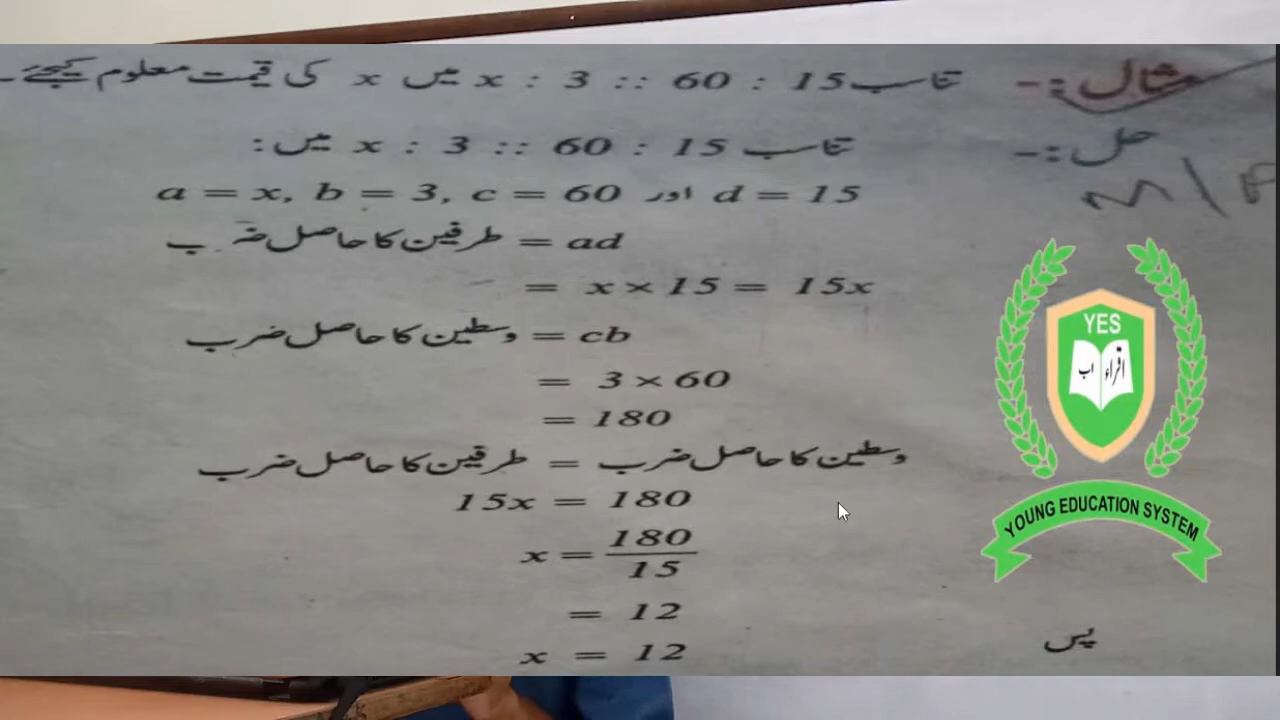 مثال :- تناسب x : 3 :: 60 : 15 میں x کی قیمت معلوم کیجئے۔
حل :- تناسب x : 3 :: 60 : 15 میں:
a = x, b = 3, c = 60 اور d = 15
طرفین کا حاصل ضرب = ad
= x × 15 = 15x
وسطین کا حاصل ضرب = cb
= 3 × 60
= 180
طرفین کا حاصل ضرب = وسطین کا حاصل ضرب
15x = 180
x = 180/15
= 12
پس x = 12
YES
اقراء
YOUNG EDUCATION SYSTEM